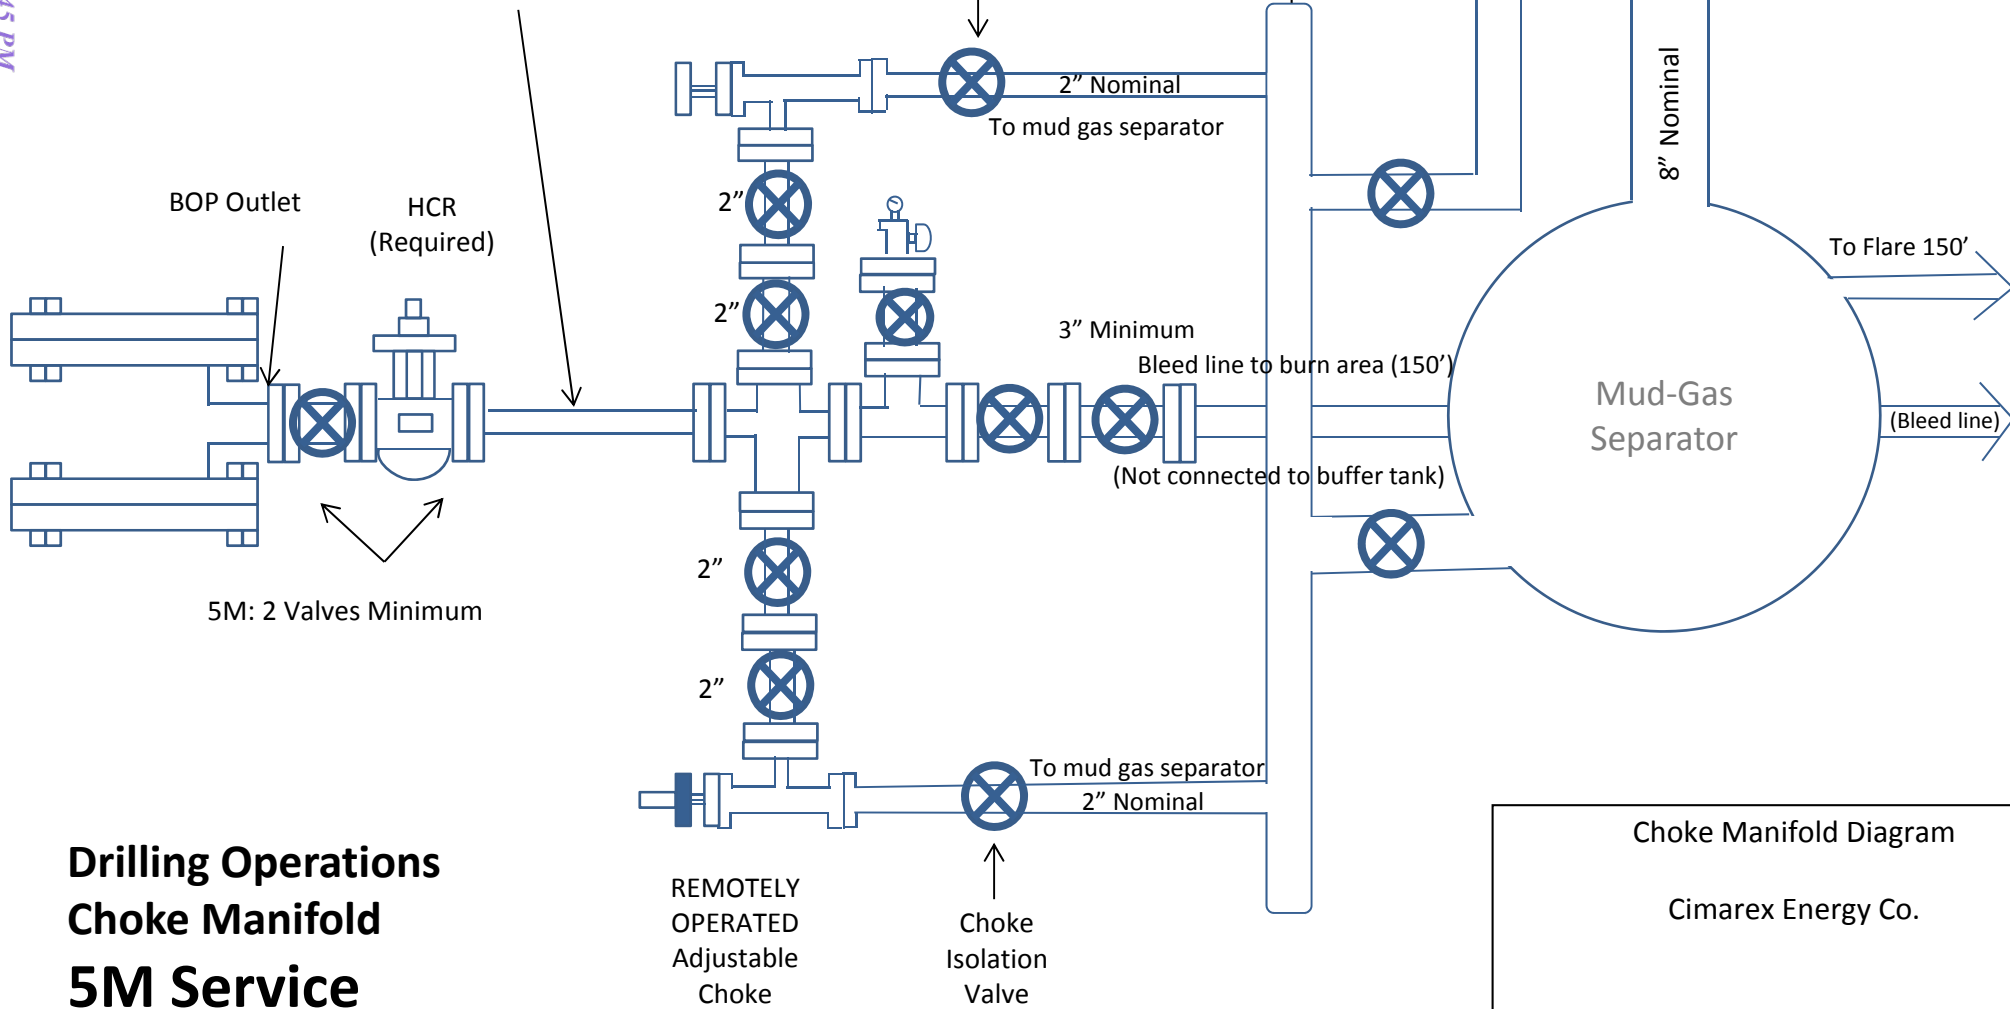 45 PM
2” Nominal
To mud gas separator
8” Nominal
BOP Outlet
HCR
(Required)
2”
2”
To Flare 150’
3” Minimum
Bleed line to burn area (150’)
Mud-Gas
Separator
(Bleed line)
(Not connected to buffer tank)
2”
5M: 2 Valves Minimum
2”
To mud gas separator
2” Nominal
Drilling Operations
Choke Manifold
5M Service
REMOTELY
OPERATED
Adjustable
Choke
Choke
Isolation
Valve
Choke Manifold Diagram
Cimarex Energy Co.